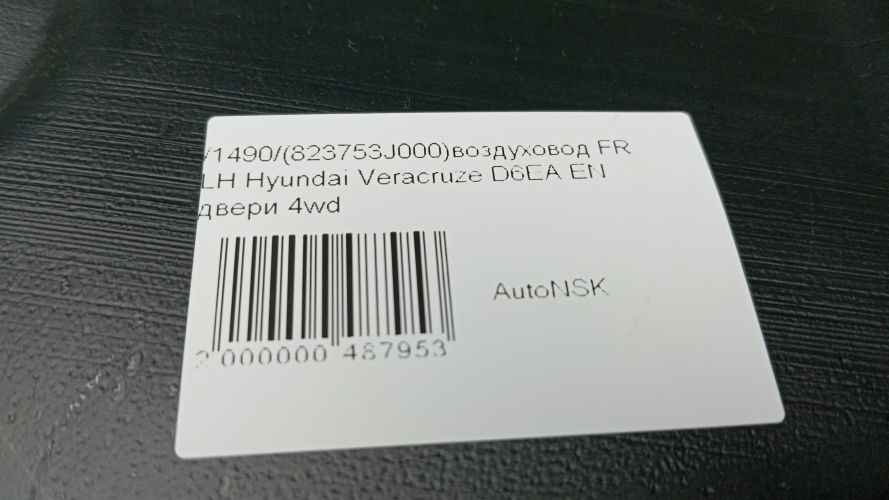 /1490/(823753J000)воздуховод FR
LH Hyundai Veracruze D6EA EN
двери 4wd
AutoNSK
2 000000 487953